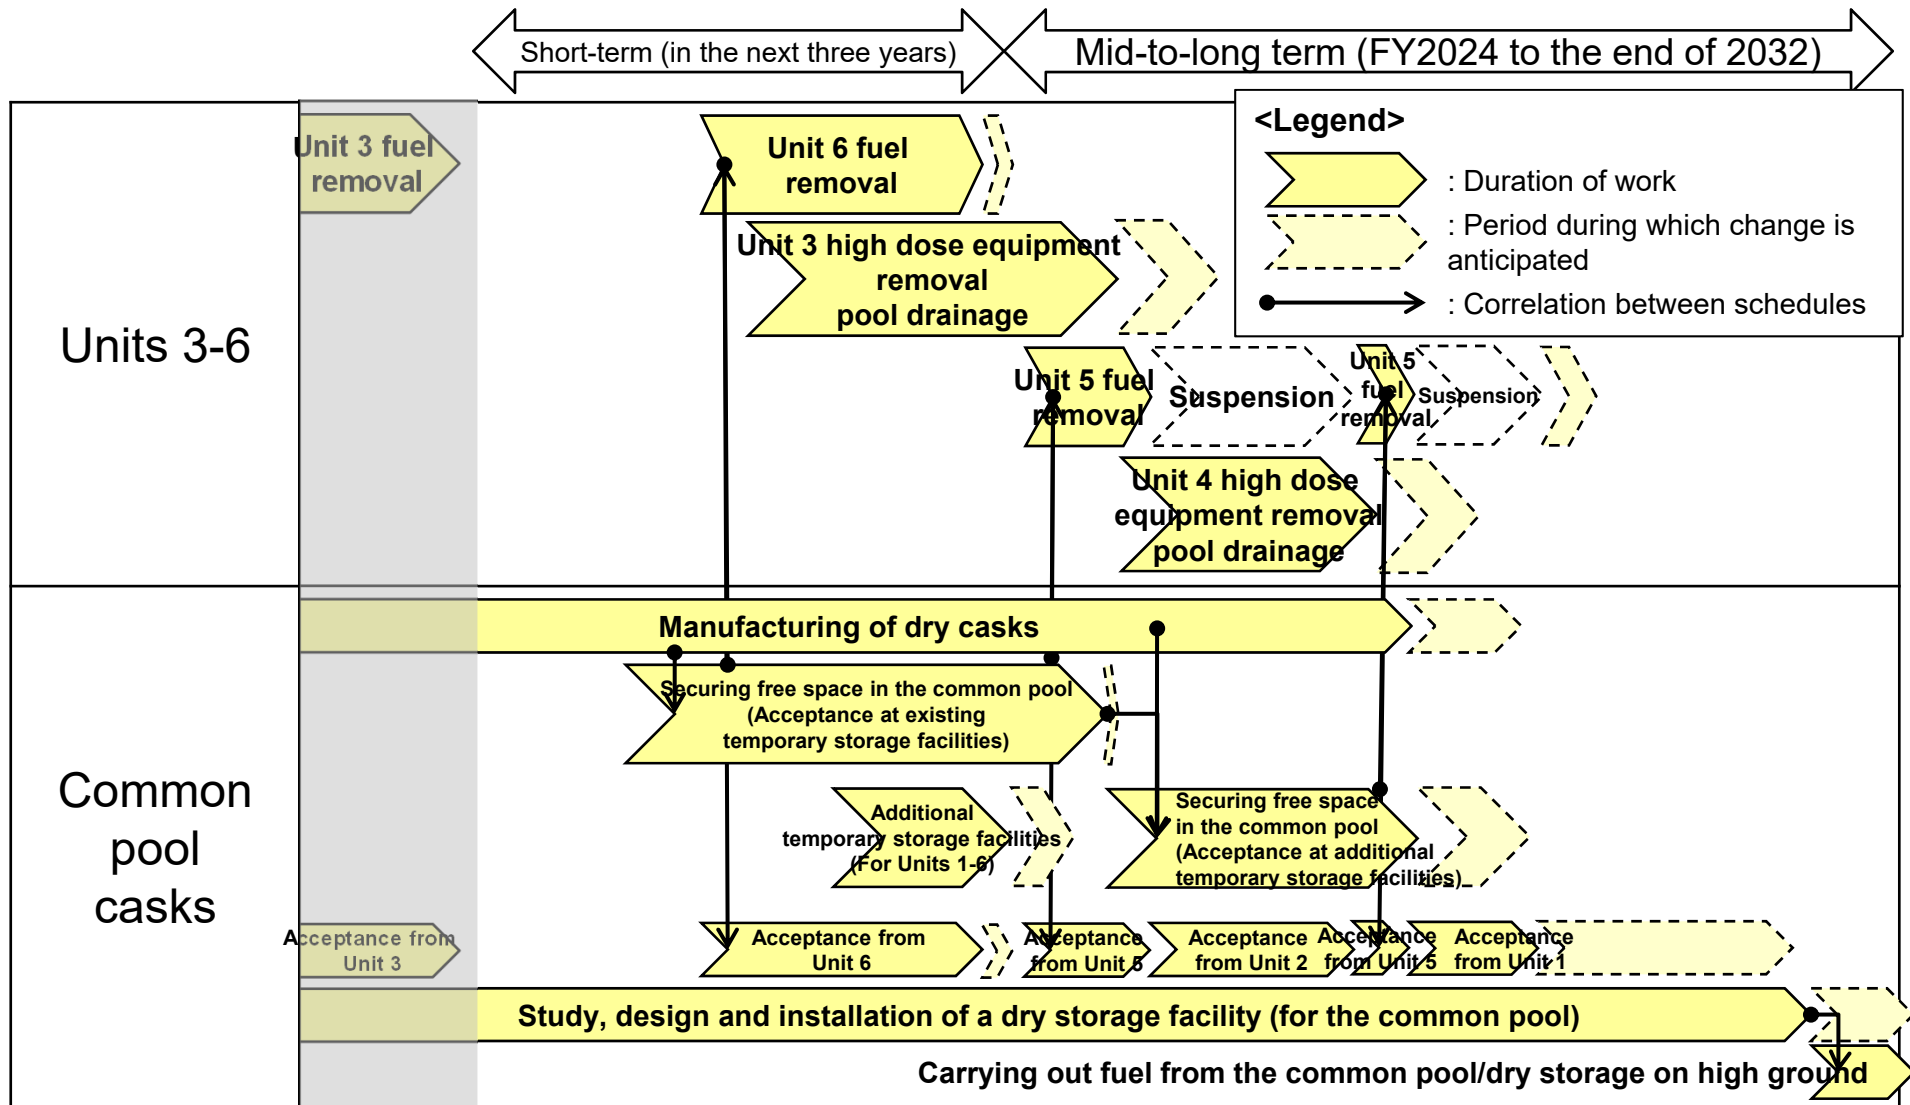 Short-term (in the next three years)
Mid-to-long term (FY2024 to the end of 2032)
<Legend>
: Duration of work
: Period during which change is
anticipated
: Correlation between schedules
Units 3-6
Unit 3 fuel
removal
Unit 6 fuel
removal
Unit 3 high dose equipment
removal
pool drainage
Unit 5 fuel
removal
Suspension
Unit 5
fuel
removal
Suspension
Unit 4 high dose
equipment removal
pool drainage
Common
pool
casks
Manufacturing of dry casks
Securing free space in the common pool
(Acceptance at existing
temporary storage facilities)
Additional
temporary storage facilities
(For Units 1-6)
Securing free space
in the common pool
(Acceptance at additional
temporary storage facilities)
Acceptance from
Unit 3
Acceptance from
Unit 6
Acceptance
from Unit 5
Acceptance
from Unit 2
Acceptance
from Unit 5
Acceptance
from Unit 1
Study, design and installation of a dry storage facility (for the common pool)
Carrying out fuel from the common pool/dry storage on high ground